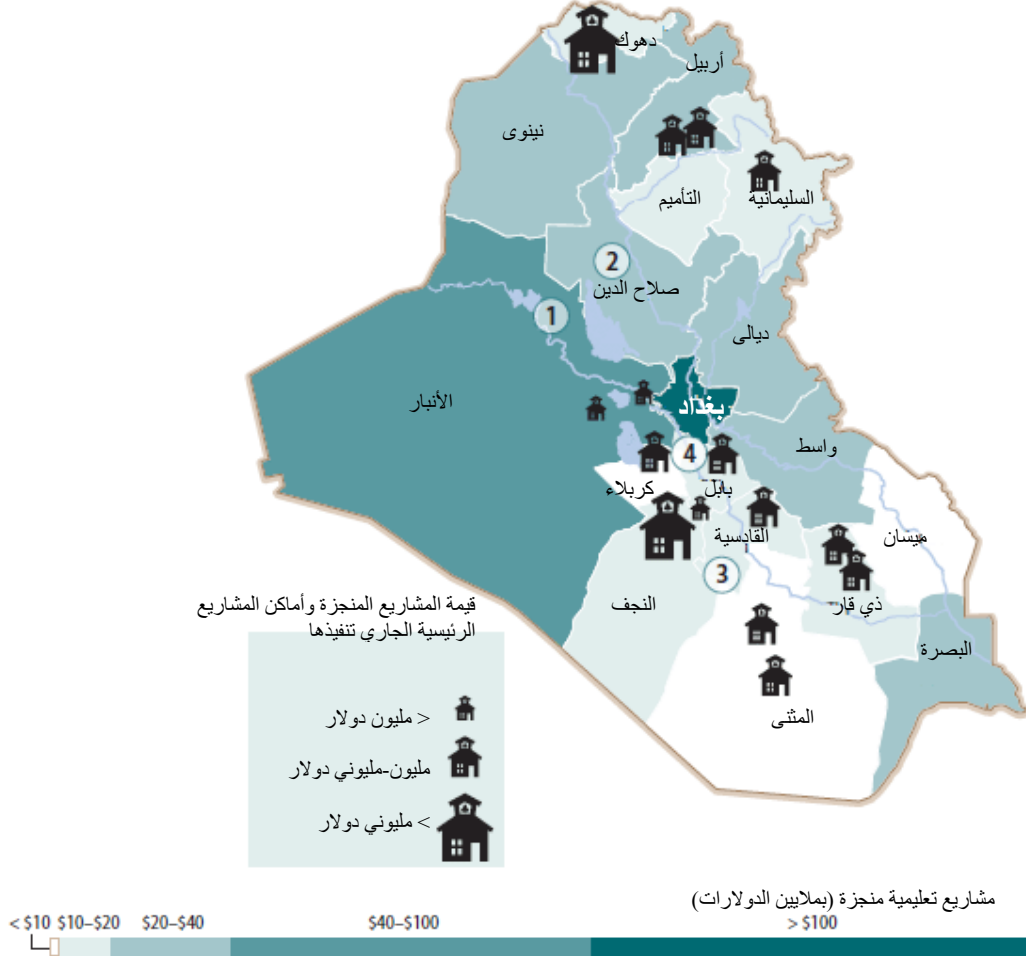 دهوك
أربيل
نينوى
التأميم
السليمانية
2
صلاح الدين
1
ديالى
الأنبار
بغداد
واسط
4
كربلاء
بابل
القادسية
ميسان
3
النجف
ذي قار
البصرة
المثنى
قيمة المشاريع المنجزة وأماكن المشاريع
الرئيسية الجاري تنفيذها
< مليون دولار
مليون-مليوني دولار
> مليوني دولار
مشاريع تعليمية منجزة (بملايين الدولارات)
< $10 $10–$20 $20–$40 $40–$100 > $100